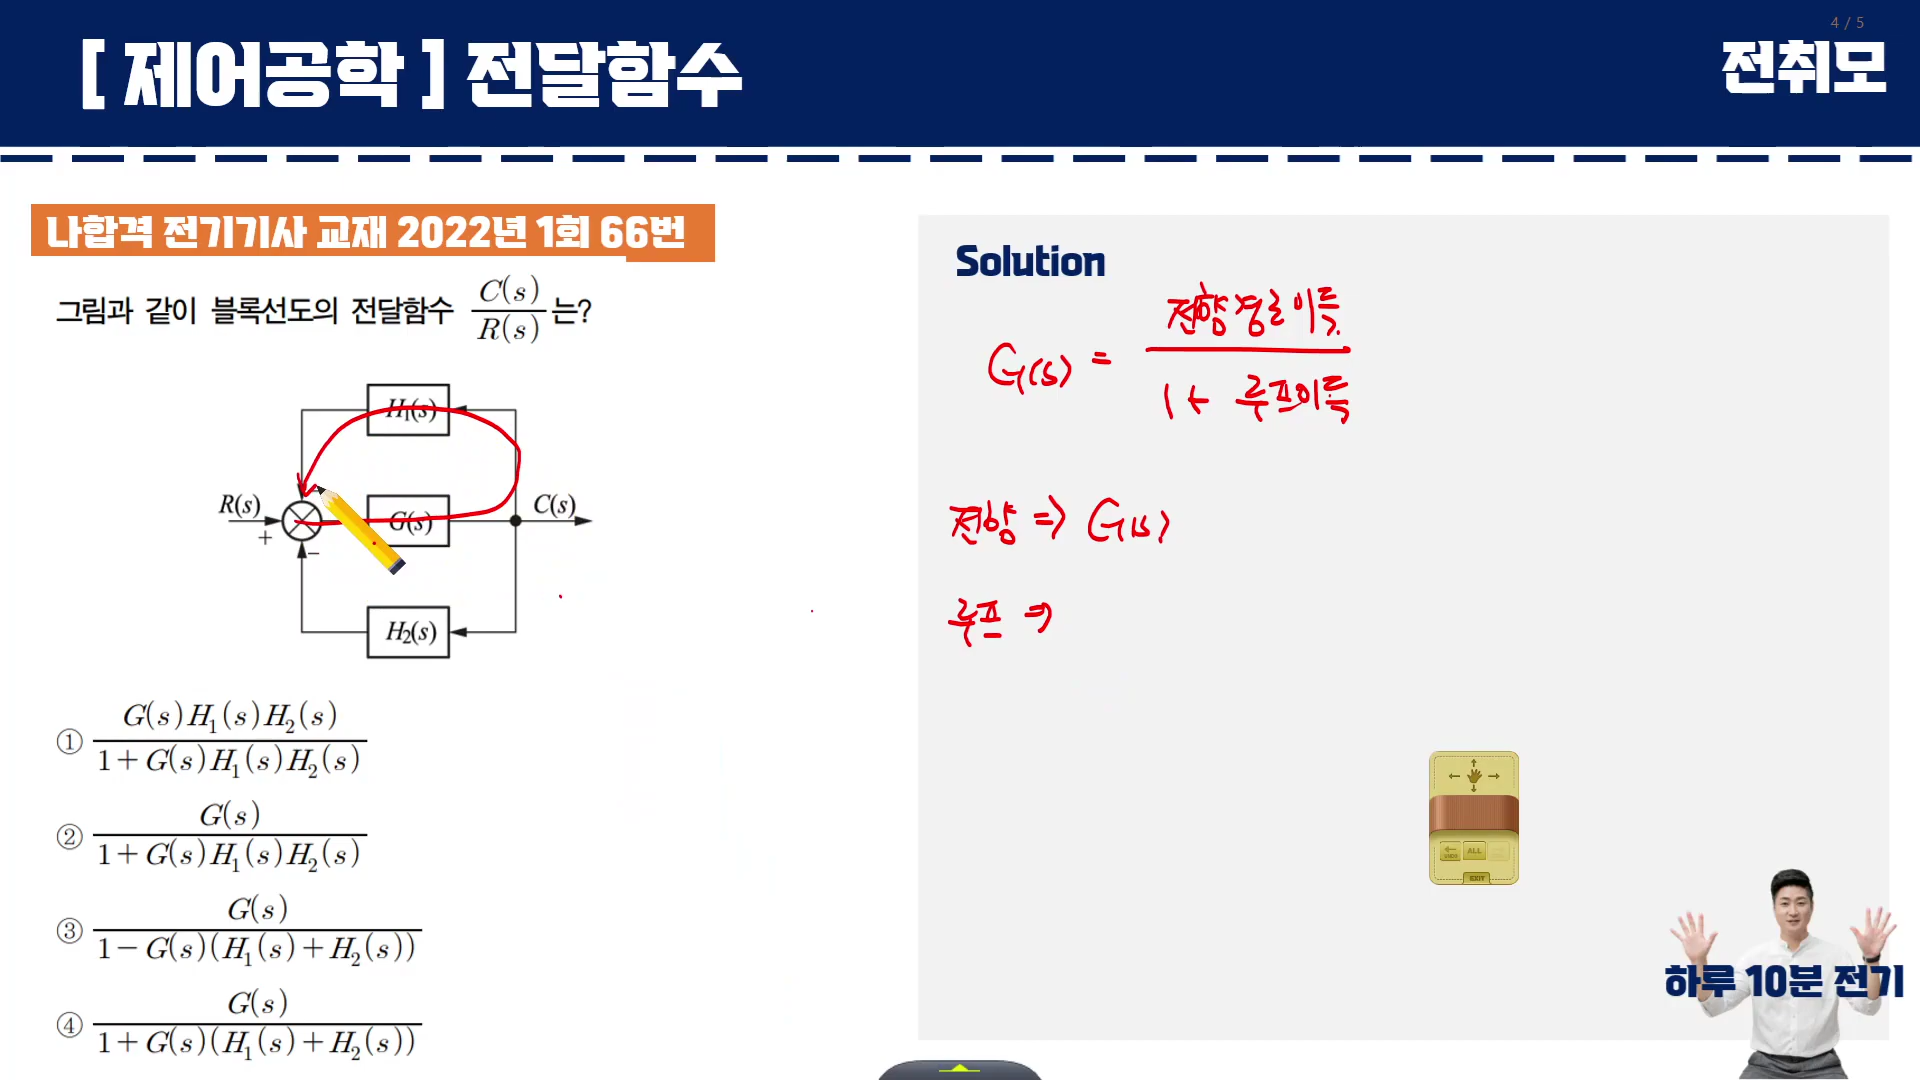 4 / 5
[ 제어공학 ] 전달함수
전취모
나합격 전기기사 교재 2022년 1회 66번
그림과 같이 블록선도의 전달함수 C(s)/R(s) 는?
H₁(s)
R(s)
+
−
G(s)
C(s)
H₂(s)
① G(s)H₁(s)H₂(s) / 1+G(s)H₁(s)H₂(s)
② G(s) / 1+G(s)H₁(s)H₂(s)
③ G(s) / 1−G(s)(H₁(s)+H₂(s))
④ G(s) / 1+G(s)(H₁(s)+H₂(s))
Solution
G(s) = 전향경로이득 / 1+ 루프이득
전향 => G(s)
루프 =>
ALL
EXIT
하루 10분 전기